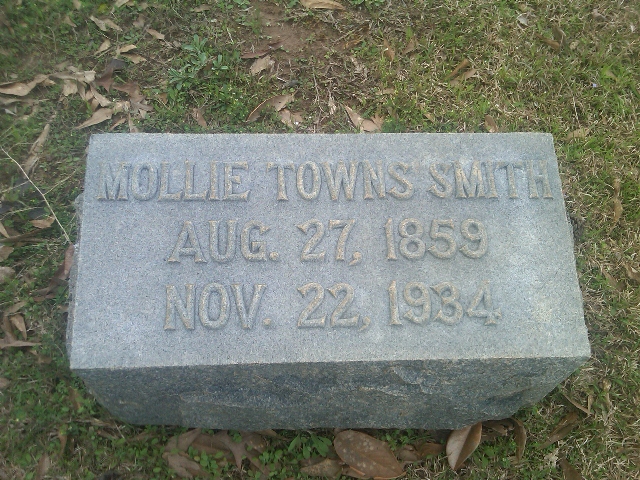 MOLLIE TOWNS SMITH
AUG. 27, 1859
NOV. 22, 1934